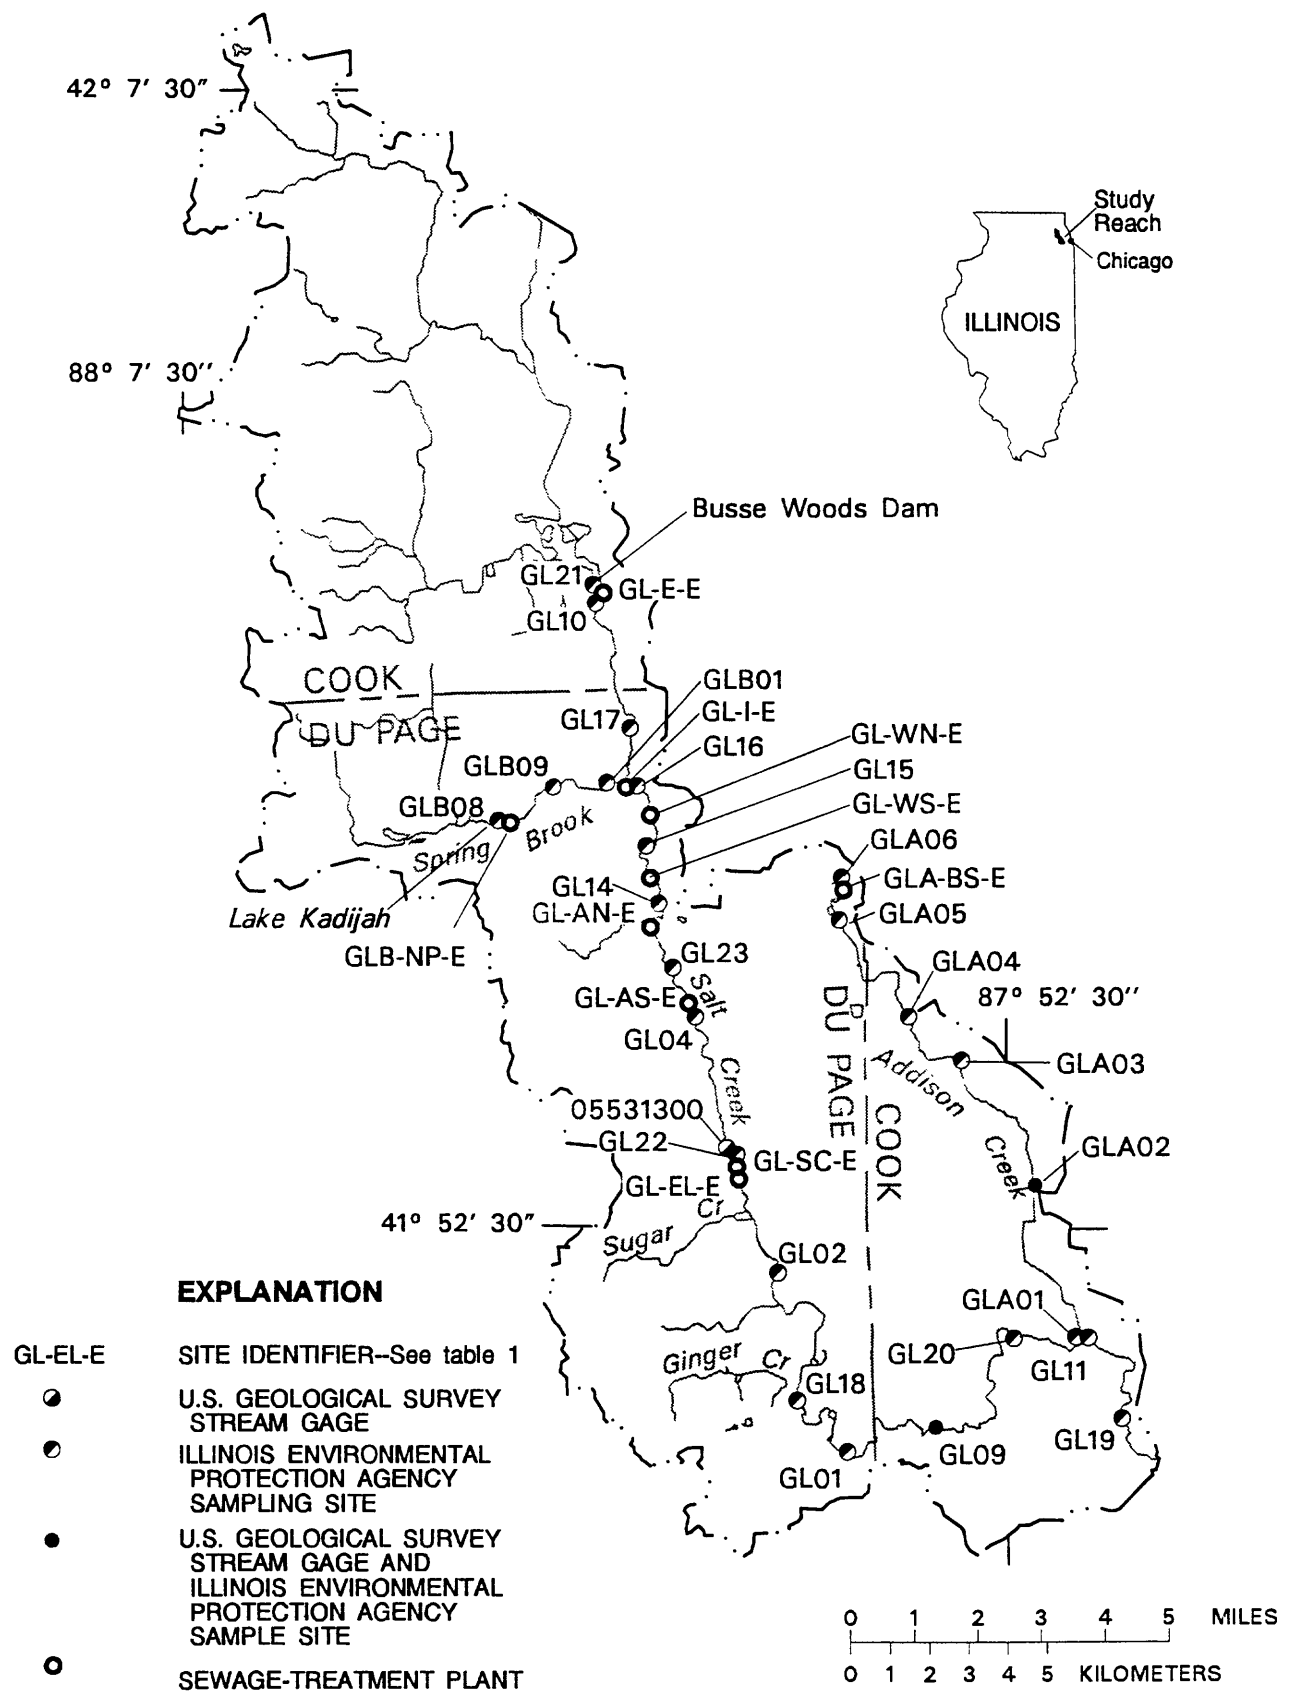 42° 7′ 30″
Study
Reach
Chicago
ILLINOIS
88° 7′ 30′′
Busse Woods Dam
GL21
GL-E-E
GL10
COOK
GLB01
GL-I-E
GL17
DU PAGE
GL16
GL-WN-E
GLB09
GL15
GLB08
GL-WS-E
Spring Brook
GLA06
GL14
GLA-BS-E
Lake Kadijah
GL-AN-E
GLA05
GLB-NP-E
GL23
GLA04
GL-AS-E
Salt Creek
87° 52′ 30′′
GL04
DU PAGE
COOK
Addison Creek
GLA03
05531300
GL22
GL-SC-E
GLA02
GL-EL-E
41° 52′ 30″
Sugar Cr
GL02
EXPLANATION
GLA01
GL-EL-E SITE IDENTIFIER--See table 1
Ginger Cr
GL20
GL11
GL18
U.S. GEOLOGICAL SURVEY
STREAM GAGE
GL19
GL09
GL01
ILLINOIS ENVIRONMENTAL
PROTECTION AGENCY
SAMPLING SITE
U.S. GEOLOGICAL SURVEY
STREAM GAGE AND
ILLINOIS ENVIRONMENTAL
PROTECTION AGENCY
SAMPLE SITE
SEWAGE-TREATMENT PLANT
0 1 2 3 4 5 MILES
0 1 2 3 4 5 KILOMETERS